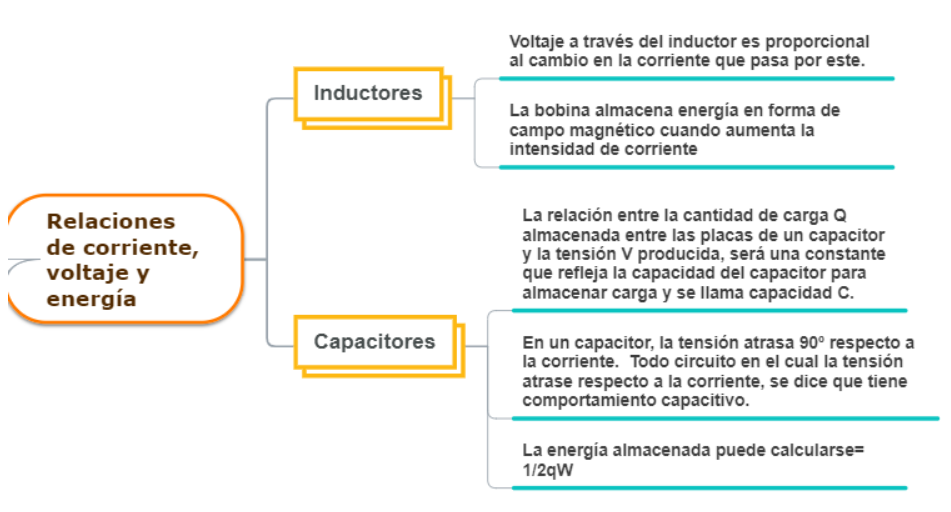 Relaciones
de corriente,
voltaje y
energía
Inductores
Voltaje a través del inductor es proporcional
al cambio en la corriente que pasa por este.
La bobina almacena energía en forma de
campo magnético cuando aumenta la
intensidad de corriente
Capacitores
La relación entre la cantidad de carga Q
almacenada entre las placas de un capacitor
y la tensión V producida, será una constante
que refleja la capacidad del capacitor para
almacenar carga y se llama capacidad C.
En un capacitor, la tensión atrasa 90º respecto a
la corriente.  Todo circuito en el cual la tensión
atrase respecto a la corriente, se dice que tiene
comportamiento capacitivo.
La energía almacenada puede calcularse=
1/2qW